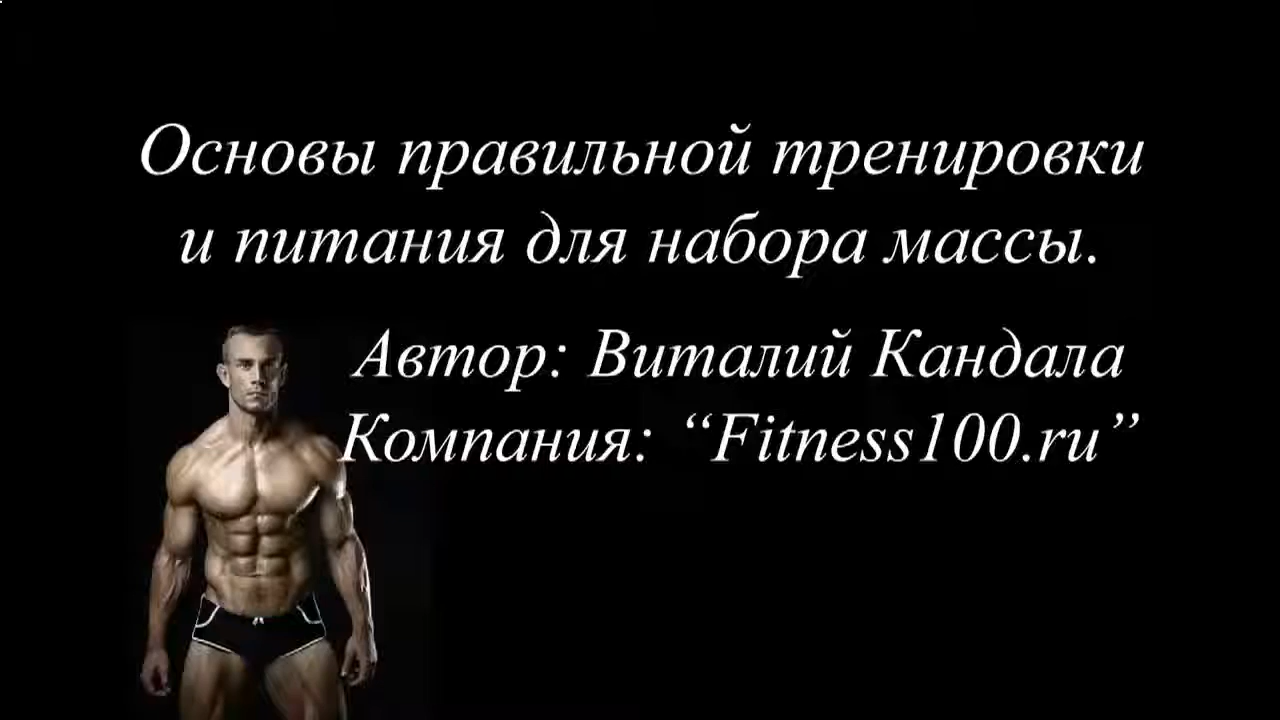 Основы правильной тренировки
и питания для набора массы.
Автор: Виталий Кандала
Компания: “Fitness100.ru”